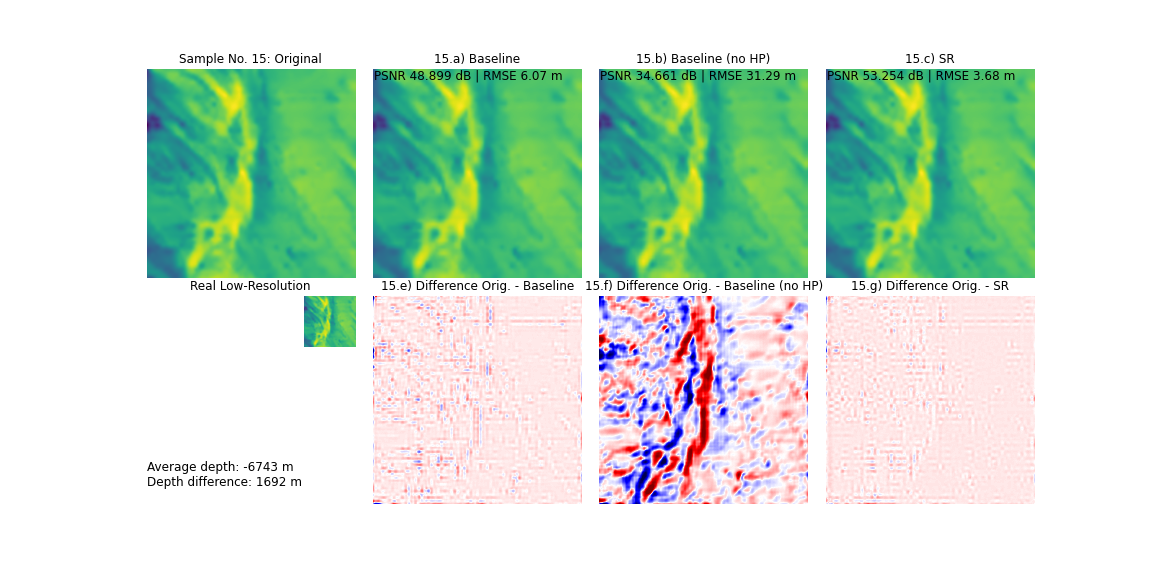 Sample No. 15: Original
15.a) Baseline
15.b) Baseline (no HP)
15.c) SR
PSNR 48.899 dB | RMSE 6.07 m
PSNR 34.661 dB | RMSE 31.29 m
PSNR 53.254 dB | RMSE 3.68 m
Real Low-Resolution
15.e) Difference Orig. - Baseline
15.f) Difference Orig. - Baseline (no HP)
15.g) Difference Orig. - SR
Average depth: -6743 m
Depth difference: 1692 m